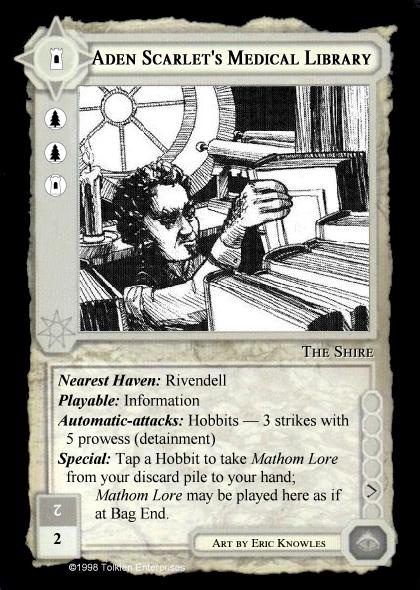 Aden Scarlet's Medical Library
The Shire
Nearest Haven: Rivendell
Playable: Information
Automatic-attacks: Hobbits — 3 strikes with
5 prowess (detainment)
Special: Tap a Hobbit to take Mathom Lore
from your discard pile to your hand;
Mathom Lore may be played here as if
at Bag End.
2
2
Art by Eric Knowles
©1998 Tolkien Enterprises